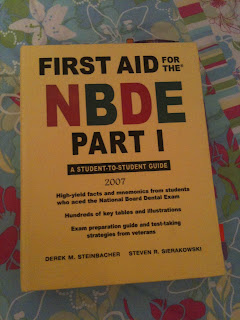 FIRST AID FOR THE®
NBDE
PART I
A STUDENT-TO-STUDENT GUIDE
2007
High-yield facts and mnemonics from students
who aced the National Board Dental Exam
Hundreds of key tables and illustrations
Exam preparation guide and test-taking
strategies from veterans
DEREK M. STEINBACHER STEVEN R. SIERAKOWSKI